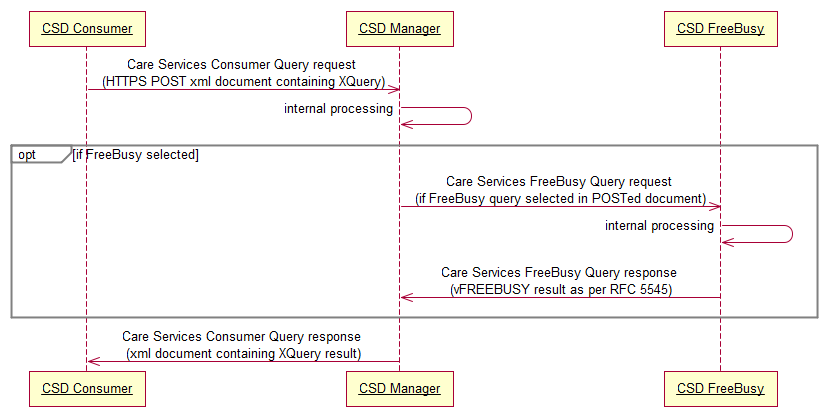 CSD Consumer
CSD Manager
CSD FreeBusy
Care Services Consumer Query request
(HTTPS POST xml document containing XQuery)
internal processing
opt
[if FreeBusy selected]
Care Services FreeBusy Query request
(if FreeBusy query selected in POSTed document)
internal processing
Care Services FreeBusy Query response
(vFREEBUSY result as per RFC 5545)
Care Services Consumer Query response
(xml document containing XQuery result)
CSD Consumer
CSD Manager
CSD FreeBusy